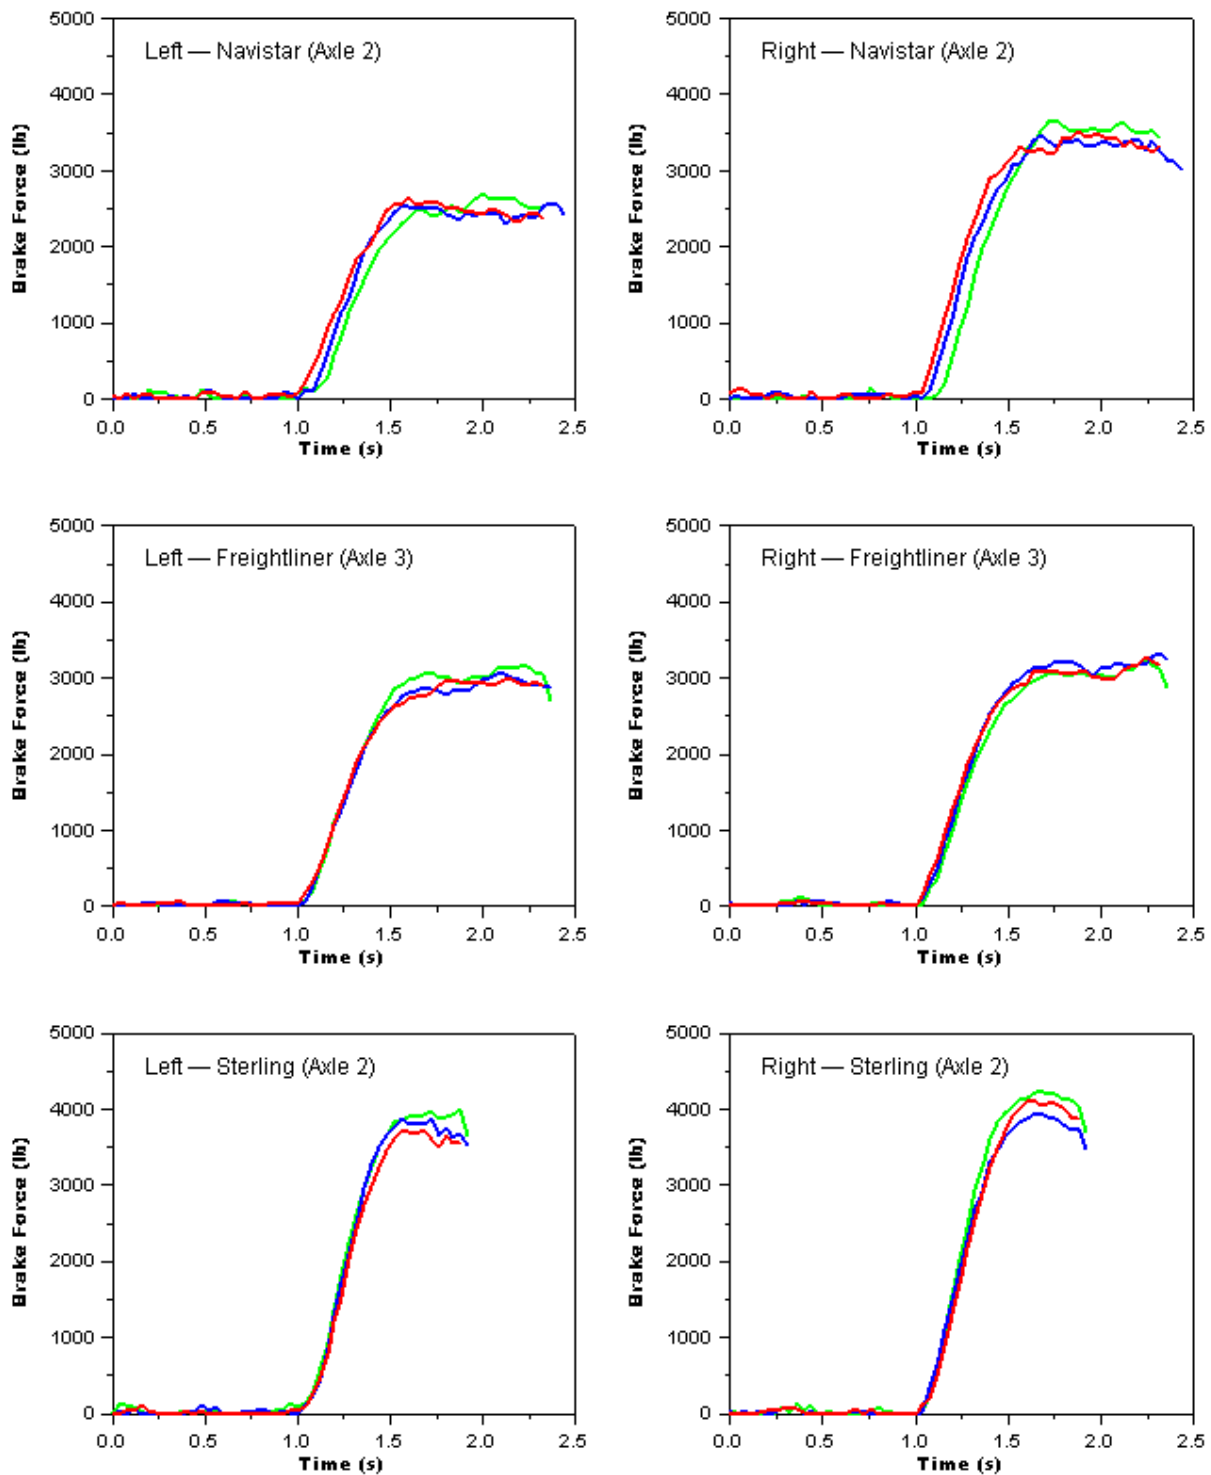 5000
4000
3000
2000
1000
0
Brake Force (lb)
Left — Navistar (Axle 2)
0.0 0.5 1.0 1.5 2.0 2.5
Time (s)
5000
4000
3000
2000
1000
0
Brake Force (lb)
Right — Navistar (Axle 2)
0.0 0.5 1.0 1.5 2.0 2.5
Time (s)
5000
4000
3000
2000
1000
0
Brake Force (lb)
Left — Freightliner (Axle 3)
0.0 0.5 1.0 1.5 2.0 2.5
Time (s)
5000
4000
3000
2000
1000
0
Brake Force (lb)
Right — Freightliner (Axle 3)
0.0 0.5 1.0 1.5 2.0 2.5
Time (s)
5000
4000
3000
2000
1000
0
Brake Force (lb)
Left — Sterling (Axle 2)
0.0 0.5 1.0 1.5 2.0 2.5
Time (s)
5000
4000
3000
2000
1000
0
Brake Force (lb)
Right — Sterling (Axle 2)
0.0 0.5 1.0 1.5 2.0 2.5
Time (s)